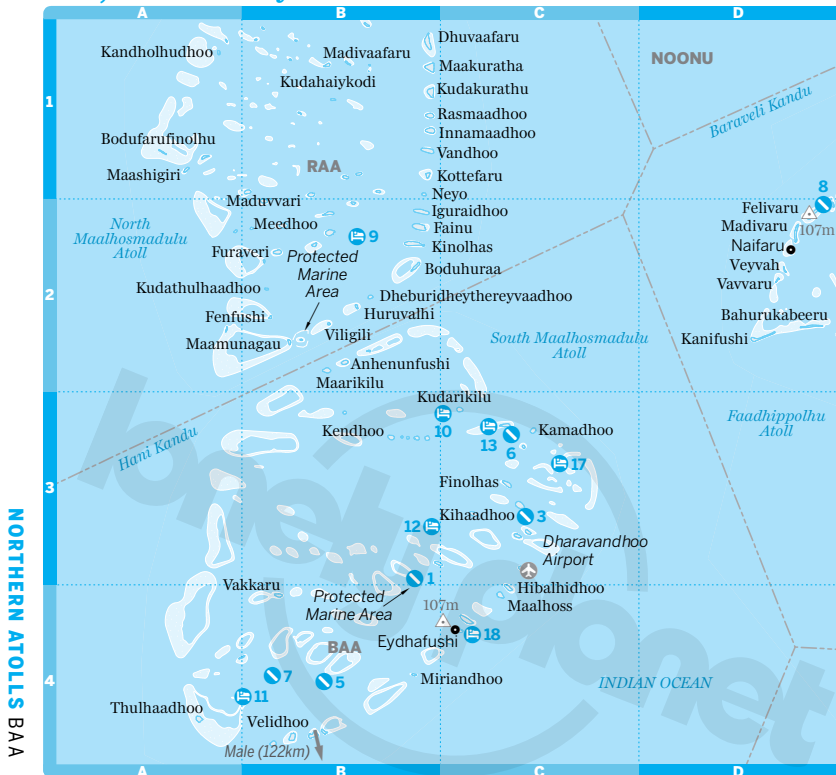 A
B
C
D
Kandholhudhoo
Madivaafaru
Dhuvaafaru
Maakuratha
NOONU
Kudahaiykodi
Kudakurathu
1
Rasmaadhoo
Baraveli Kandu
Innamaadhoo
Bodufarufinolhu
Vandhoo
RAA
Maashigiri
Kottefaru
Maduvvari
Neyo
8
Iguraidhoo
Felivaru
North
Maalhosmadulu
Atoll
Meedhoo
9
Fainu
Madivaru
107m
Furaveri
Kinolhas
Naifaru
Protected
Marine
Area
Boduhuraa
Veyvah
Vavvaru
Kudathulhaadhoo
2
Dheburidheythereyvaadhoo
Huruvalhi
Fenfushi
Bahurukabeeru
Viligili
Maamunagau
South Maalhosmadulu
Atoll
Kanifushi
Anhenunfushi
Maarikilu
Kudarikilu
10
13
6
Kamadhoo
Faadhippolhu
Atoll
Kendhoo
Hani Kandu
17
3
Finolhas
12
Kihaadhoo
3
Dharavandhoo
Airport
1
Vakkaru
Hibalhidhoo
Protected
Marine Area
107m
Maalhoss
Eydhafushi
18
BAA
7
5
Miriandhoo
4
INDIAN OCEAN
11
Thulhaadhoo
Velidhoo
Male (122km)
A
B
C
D
NORTHERN ATOLLS BAA
lonely planet